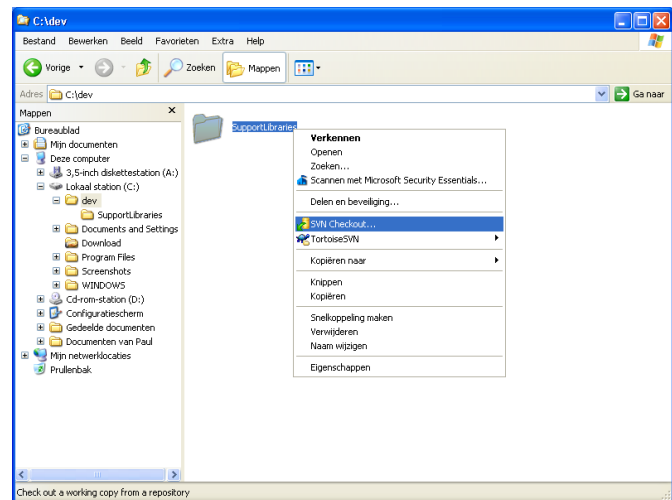 C:\dev
Bestand Bewerken Beeld Favorieten Extra Help
Vorige Zoeken Mappen
Adres C:\dev Ga naar
Mappen x
Bureaublad
Mijn documenten
Deze computer
3,5-inch diskettestation (A:)
Lokaal station (C:)
dev
SupportLibraries
Documents and Settings
Download
Program Files
Screenshots
WINDOWS
Cd-rom-station (D:)
Configuratiescherm
Gedeelde documenten
Documenten van Paul
Mijn netwerklocaties
Prullenbak
SupportLibraries
Verkennen
Openen
Zoeken...
Scannen met Microsoft Security Essentials...
Delen en beveiliging...
SVN Checkout...
TortoiseSVN
Kopiëren naar
Knippen
Kopiëren
Snelkoppeling maken
Verwijderen
Naam wijzigen
Eigenschappen
Check out a working copy from a repository